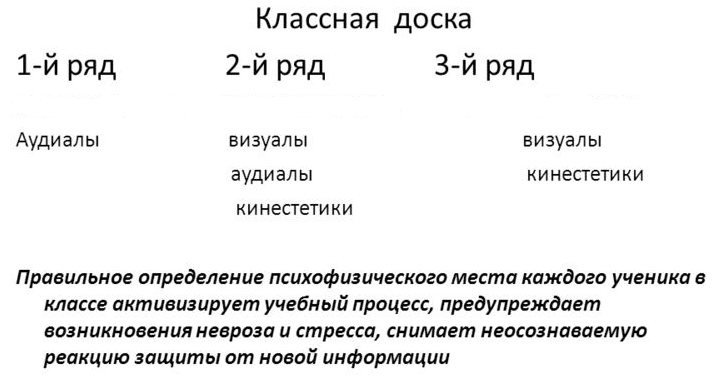 Классная доска
1-й ряд 2-й ряд 3-й ряд
Аудиалы визуалы визуалы
аудиалы кинестетики
кинестетики
Правильное определение психофизического места каждого ученика в
классе активизирует учебный процесс, предупреждает
возникновения невроза и стресса, снимает неосознаваемую
реакцию защиты от новой информации